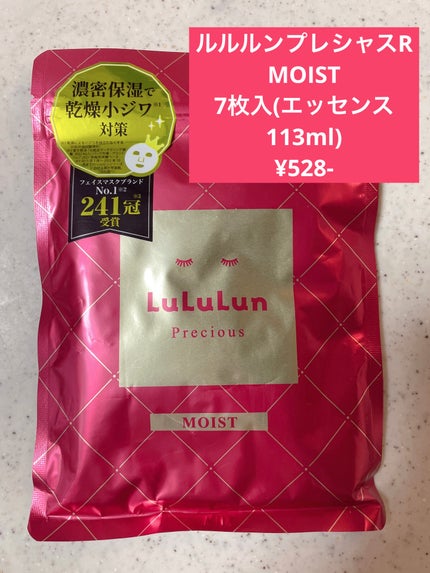 ルルルンプレシャスR
MOIST
7枚入(エッセンス
113ml)
¥528-
濃密保湿で
乾燥小ジワ
対策
フェイスマスクブランド
No.1
241冠
受賞
LuLuLun
Precious
MOIST